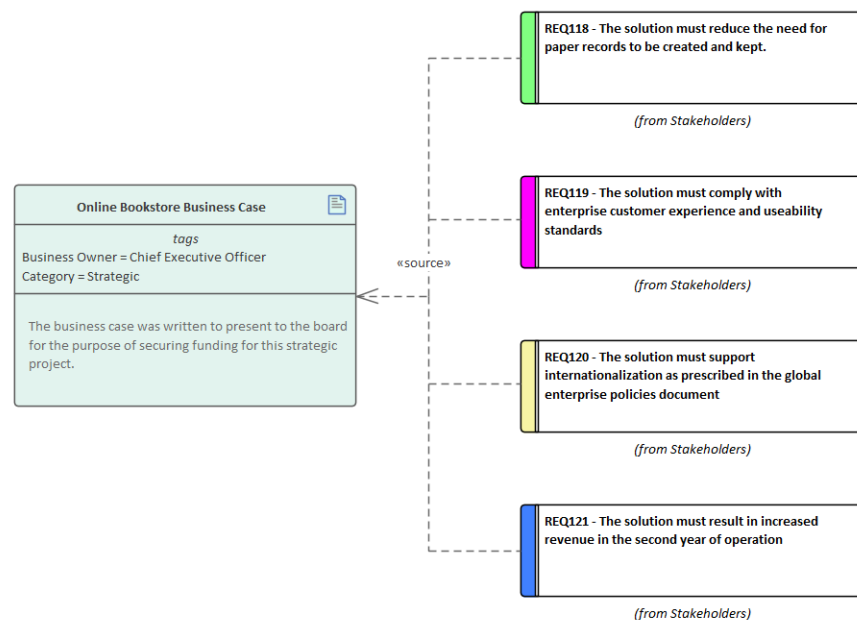 REQ118 - The solution must reduce the need for
paper records to be created and kept.
(from Stakeholders)
REQ119 - The solution must comply with
enterprise customer experience and useability
standards
(from Stakeholders)
Online Bookstore Business Case
tags
Business Owner = Chief Executive Officer
Category = Strategic
The business case was written to present to the board
for the purpose of securing funding for this strategic
project.
«source»
REQ120 - The solution must support
internationalization as prescribed in the global
enterprise policies document
(from Stakeholders)
REQ121 - The solution must result in increased
revenue in the second year of operation
(from Stakeholders)